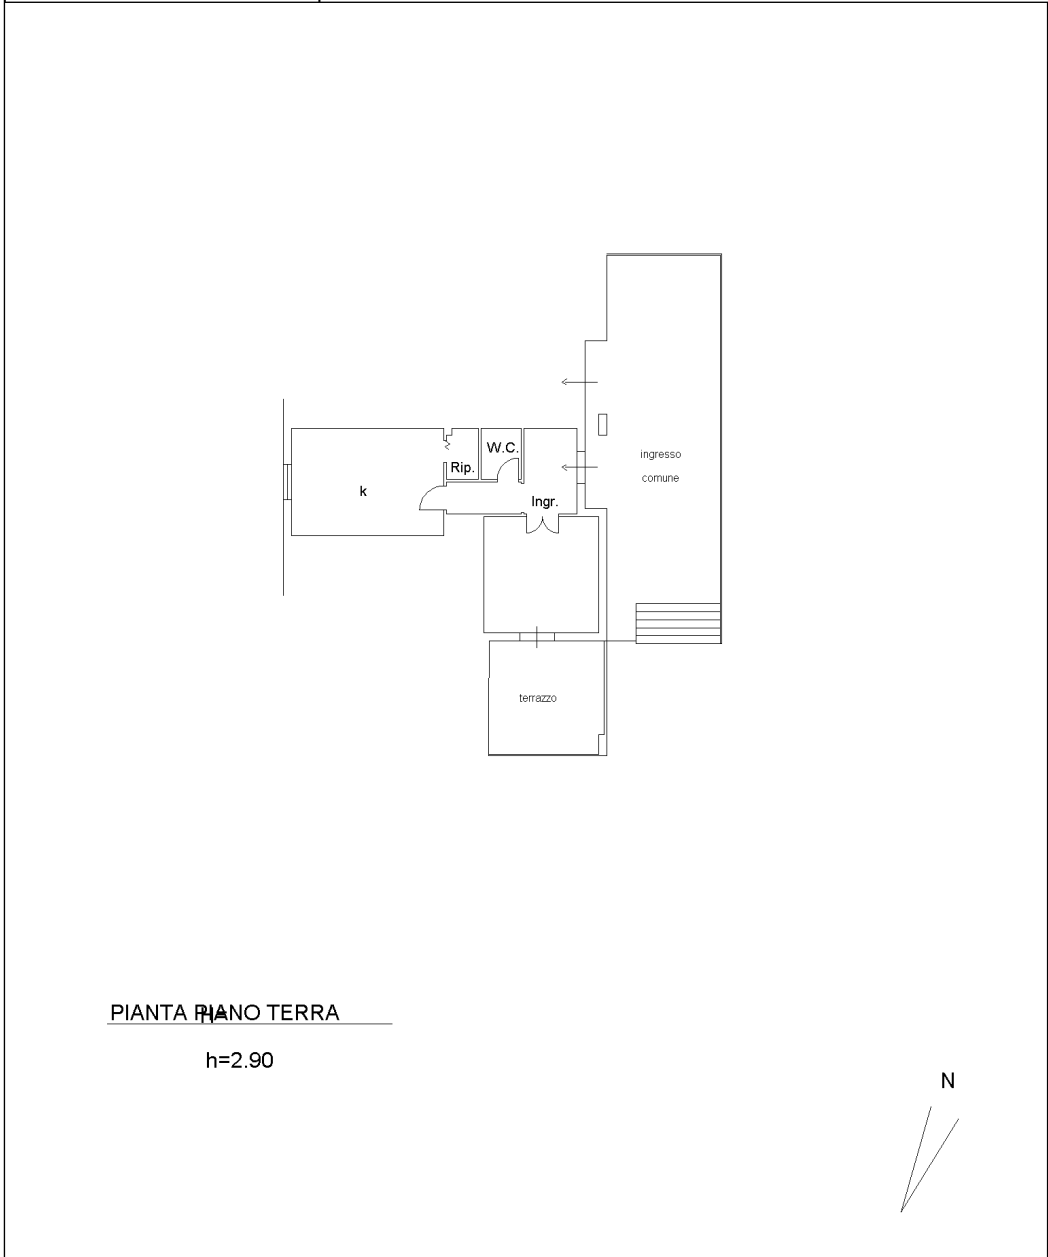 ingresso
comune
W.C.
Rip.
k
Ingr.
terrazzo
PIANTA PIANO TERRA
H=
h=2.90
N